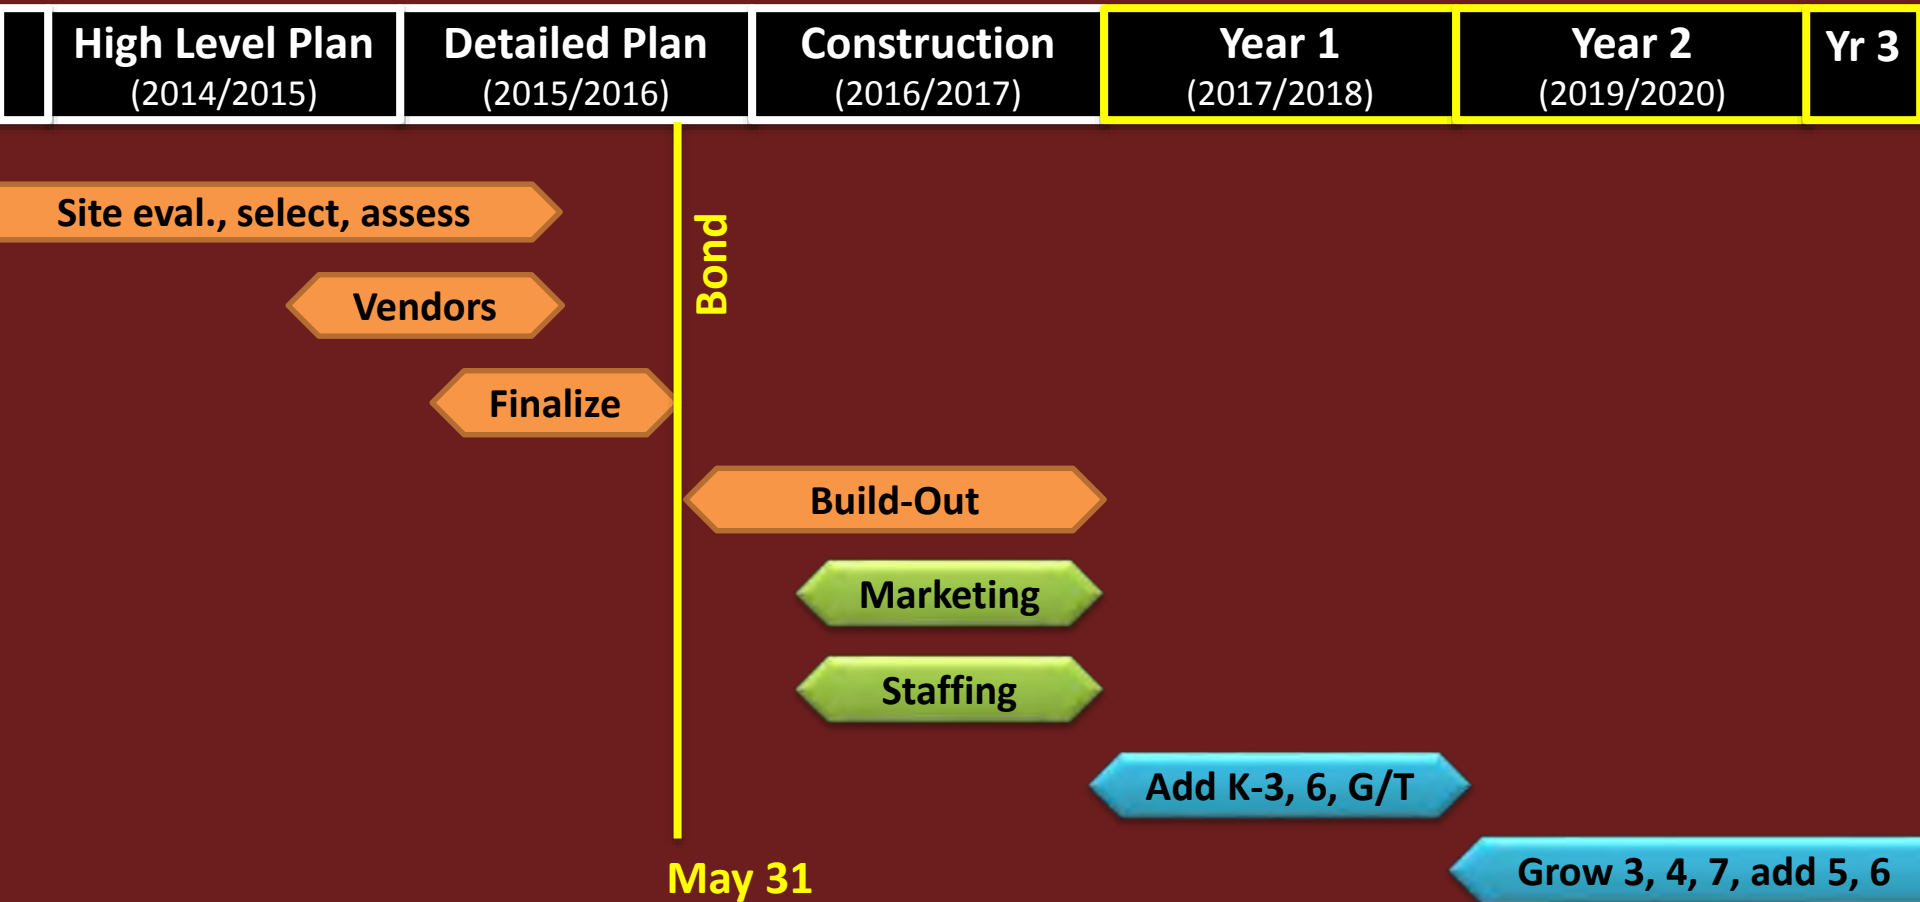 High Level Plan
(2014/2015)
Detailed Plan
(2015/2016)
Construction
(2016/2017)
Year 1
(2017/2018)
Year 2
(2019/2020)
Yr 3
Site eval., select, assess
Bond
Vendors
Finalize
Build-Out
Marketing
Staffing
Add K-3, 6, G/T
May 31
Grow 3, 4, 7, add 5, 6